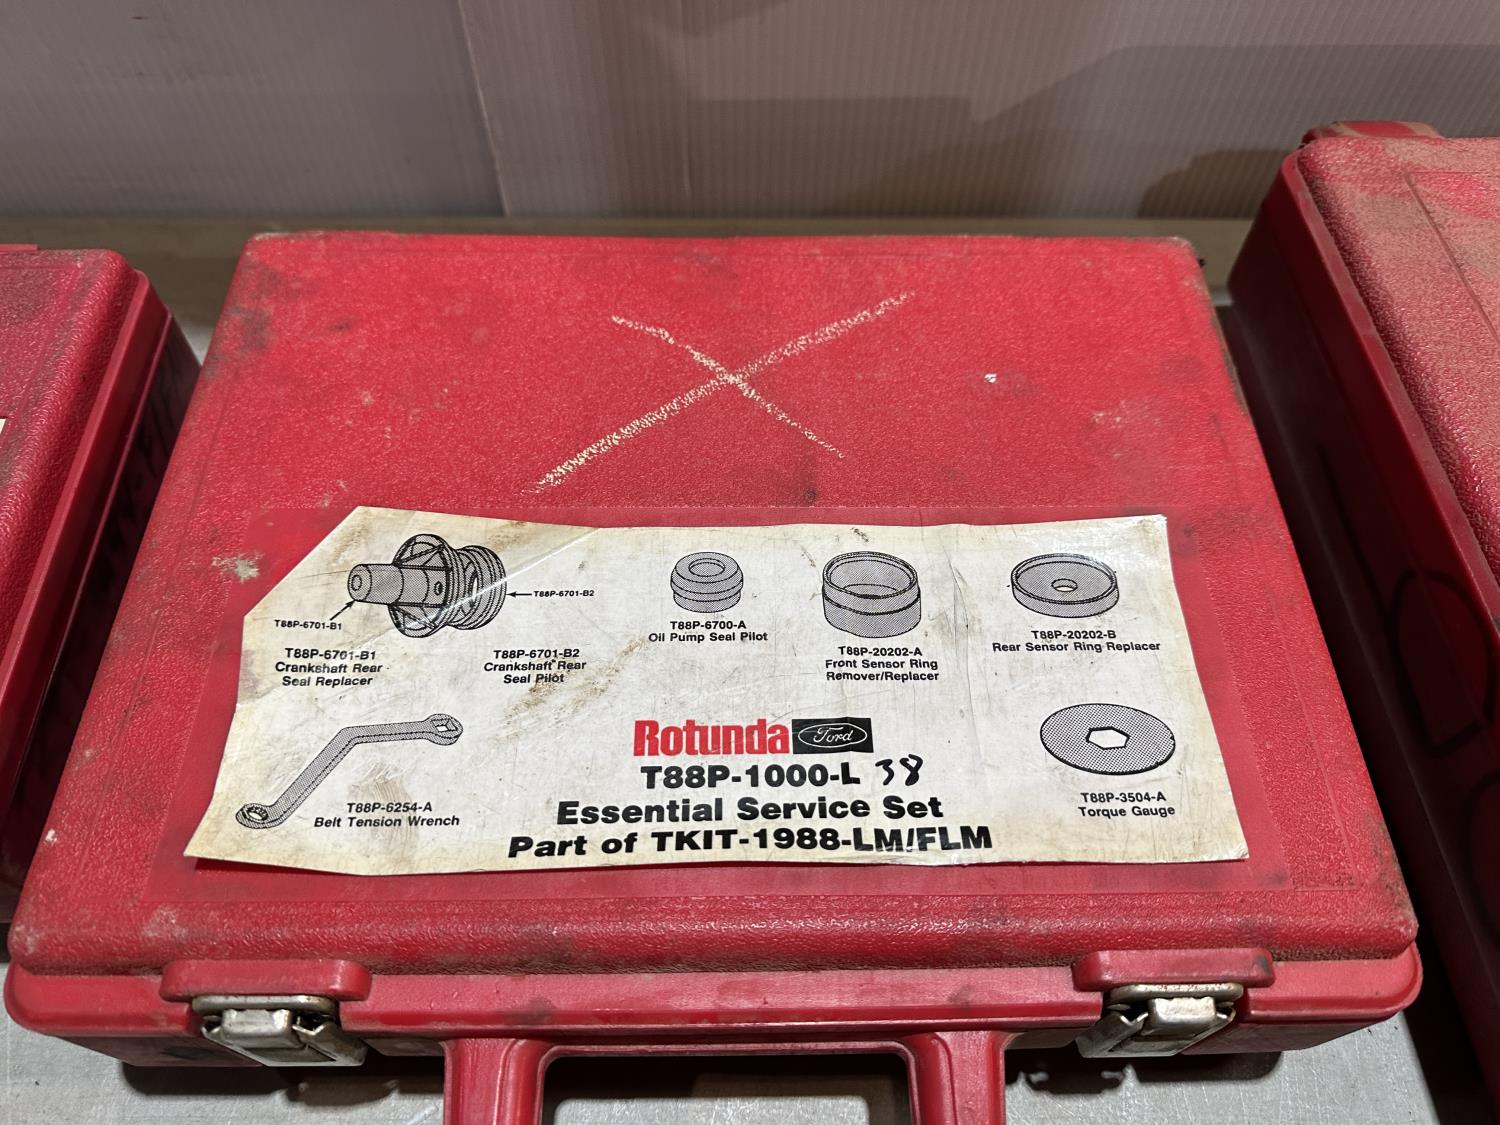 T88P-6701-B1
T88P-6701-B2
T88P-6701-B1
Crankshaft Rear
Seal Replacer
T88P-6701-B2
Crankshaft Rear
Seal Pilot
T88P-6700-A
Oil Pump Seal Pilot
T88P-20202-A
Front Sensor Ring
Remover/Replacer
T88P-20202-B
Rear Sensor Ring Replacer
T88P-6254-A
Belt Tension Wrench
Rotunda Ford
T88P-1000-L 38
Essential Service Set
Part of TKIT-1988-LM/FLM
T88P-3504-A
Torque Gauge